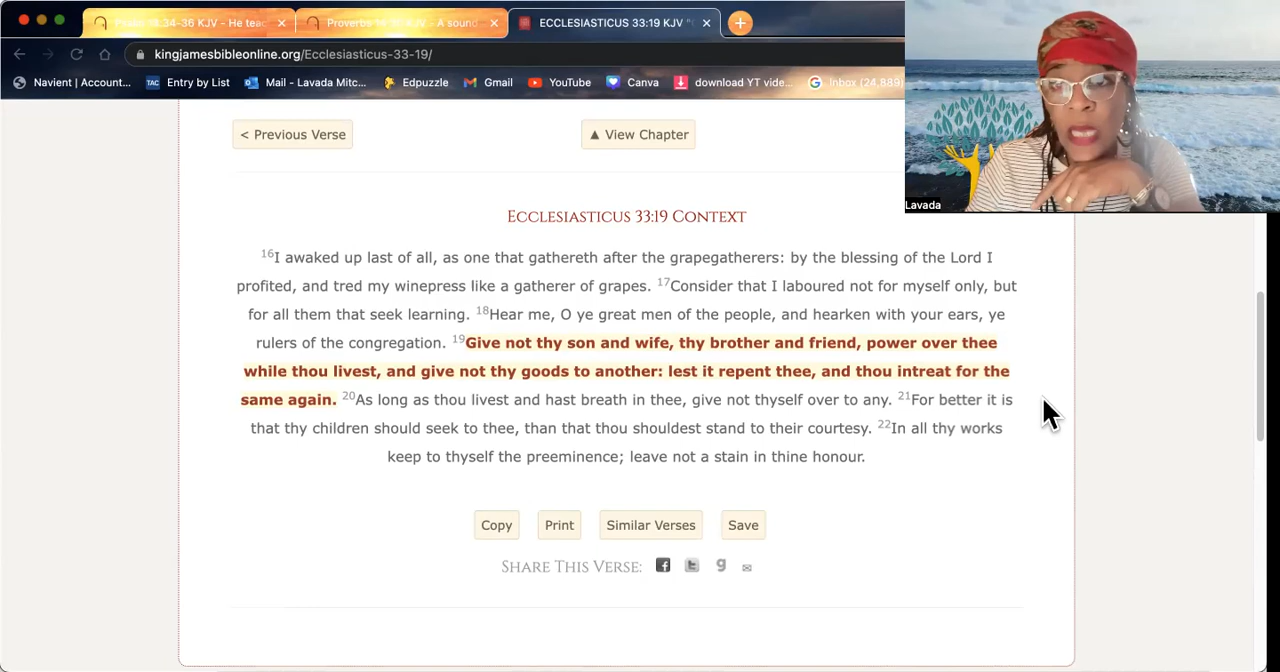 :34-36 KJV - He teac
Proverbs KJV - A sound
ECCLESIASTICUS 33:19 KJV "
kingjamesbibleonline.org/Ecclesiasticus-33-19/
Navient | Account...
Entry by List
Mail - Lavada Mitc...
Edpuzzle
Gmail
YouTube
Canva
download YT vide...
Inbox (24,889)
TAC
Lavada
< Previous Verse
▲ View Chapter
Ecclesiasticus 33:19 Context
16I awaked up last of all, as one that gathereth after the grapegatherers: by the blessing of the Lord I
profited, and tred my winepress like a gatherer of grapes. 17Consider that I laboured not for myself only, but
for all them that seek learning. 18Hear me, O ye great men of the people, and hearken with your ears, ye
rulers of the congregation. 19Give not thy son and wife, thy brother and friend, power over thee
while thou livest, and give not thy goods to another: lest it repent thee, and thou intreat for the
same again. 20As long as thou livest and hast breath in thee, give not thyself over to any. 21For better it is
that thy children should seek to thee, than that thou shouldest stand to their courtesy. 22In all thy works
keep to thyself the preeminence; leave not a stain in thine honour.
Copy
Print
Similar Verses
Save
Share This Verse: